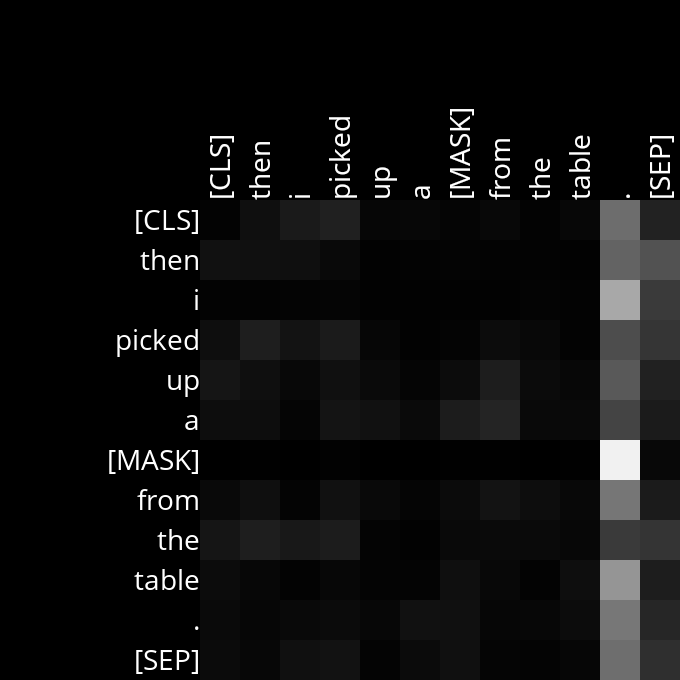 [CLS] then i picked up a [MASK] from the table . [SEP]
[CLS]
then
i
picked
up
a
[MASK]
from
the
table
.
[SEP]